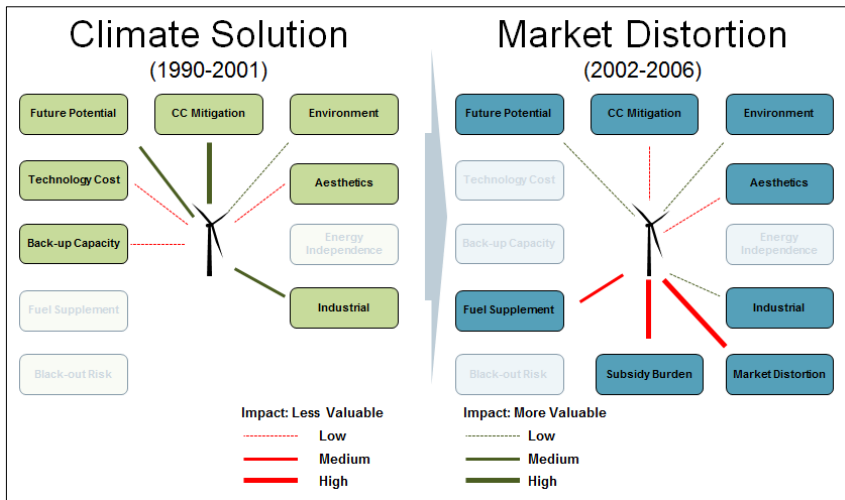 Climate Solution
(1990-2001)
Future Potential
CC Mitigation
Environment
Technology Cost
Aesthetics
Back-up Capacity
Energy
Independence
Fuel Supplement
Industrial
Black-out Risk
Market Distortion
(2002-2006)
Future Potential
CC Mitigation
Environment
Technology Cost
Aesthetics
Back-up Capacity
Energy
Independence
Fuel Supplement
Industrial
Black-out Risk
Subsidy Burden
Market Distortion
Impact: Less Valuable
Low
Medium
High
Impact: More Valuable
Low
Medium
High